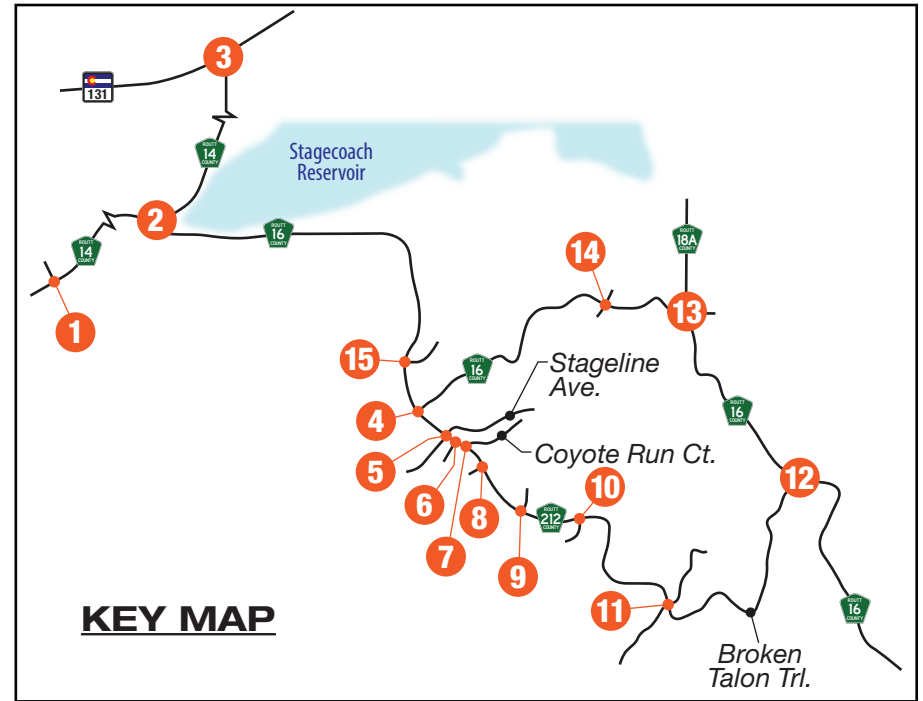 3
131
ROUTT
14
COUNTY
Stagecoach
Reservoir
2
ROUTT
16
COUNTY
ROUTT
14
COUNTY
1
ROUTT
18A
COUNTY
14
13
15
ROUTT
16
COUNTY
Stageline
Ave.
4
ROUTT
16
COUNTY
5
Coyote Run Ct.
6
7
8
12
10
ROUTT
212
COUNTY
9
11
ROUTT
16
COUNTY
KEY MAP
Broken
Talon Trl.